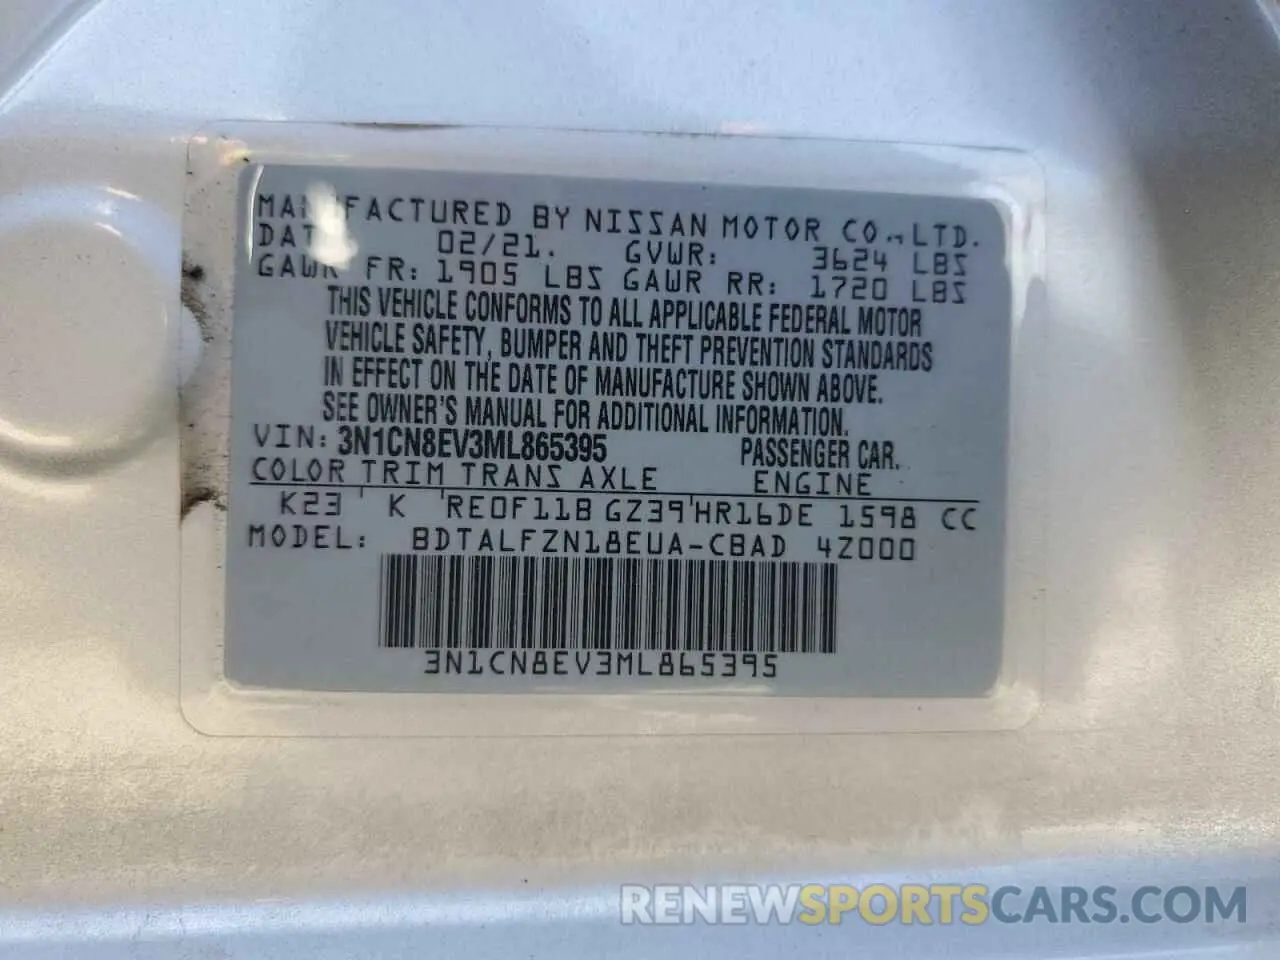 MANUFACTURED BY NISSAN MOTOR CO., LTD.
DATE 02/21. GVWR: 3624 LBS
GAWR FR: 1905 LBS GAWR RR: 1720 LBS
THIS VEHICLE CONFORMS TO ALL APPLICABLE FEDERAL MOTOR
VEHICLE SAFETY, BUMPER AND THEFT PREVENTION STANDARDS
IN EFFECT ON THE DATE OF MANUFACTURE SHOWN ABOVE.
SEE OWNER'S MANUAL FOR ADDITIONAL INFORMATION.
VIN: 3N1CN8EV3ML865395 PASSENGER CAR.
COLOR TRIM TRANS AXLE ENGINE
K23 K RE0F11B GZ39 HR16DE 1598 CC
MODEL: BDTALFZN18EUA-CBAD 4Z000
3N1CN8EV3ML865395
RENEWSPORTSCARS.COM